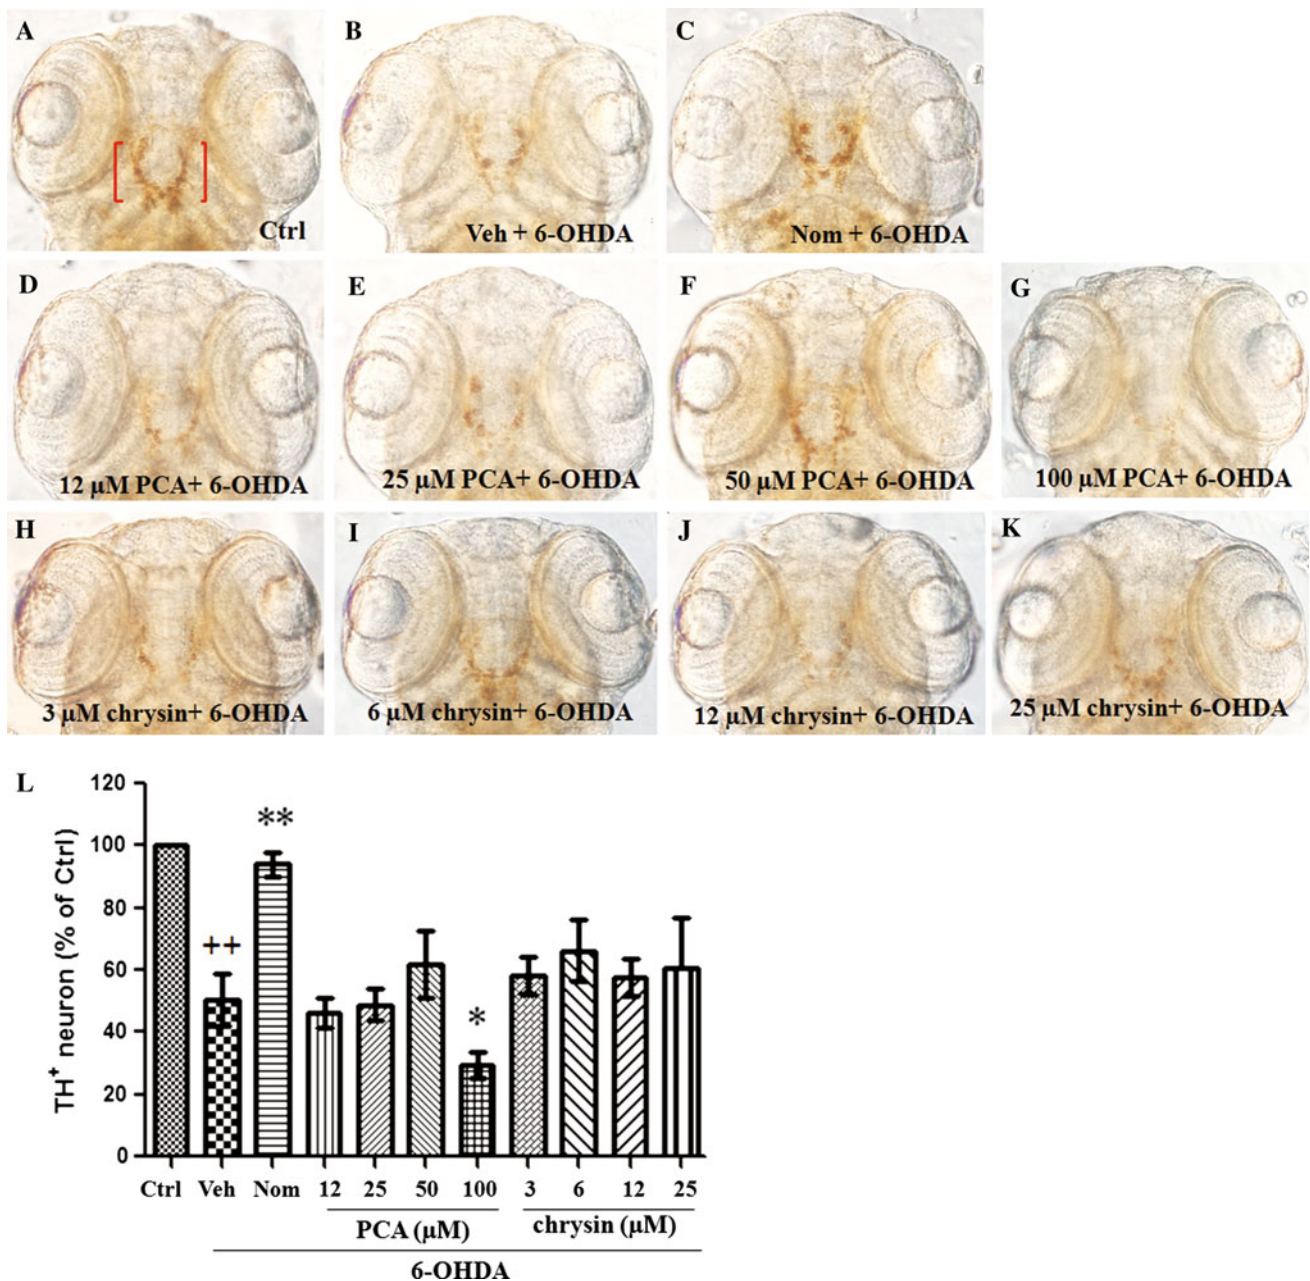 A B C
Ctrl Veh + 6-OHDA Nom + 6-OHDA
D E F G
12 µM PCA+ 6-OHDA 25 µM PCA+ 6-OHDA 50 µM PCA+ 6-OHDA 100 µM PCA+ 6-OHDA
H I J K
3 µM chrysin+ 6-OHDA 6 µM chrysin+ 6-OHDA 12 µM chrysin+ 6-OHDA 25 µM chrysin+ 6-OHDA
L
TH⁺ neuron (% of Ctrl)
120
100
80
60
40
20
0
**
++
*
Ctrl Veh Nom 12 25 50 100 3 6 12 25
PCA (µM) chrysin (µM)
6-OHDA